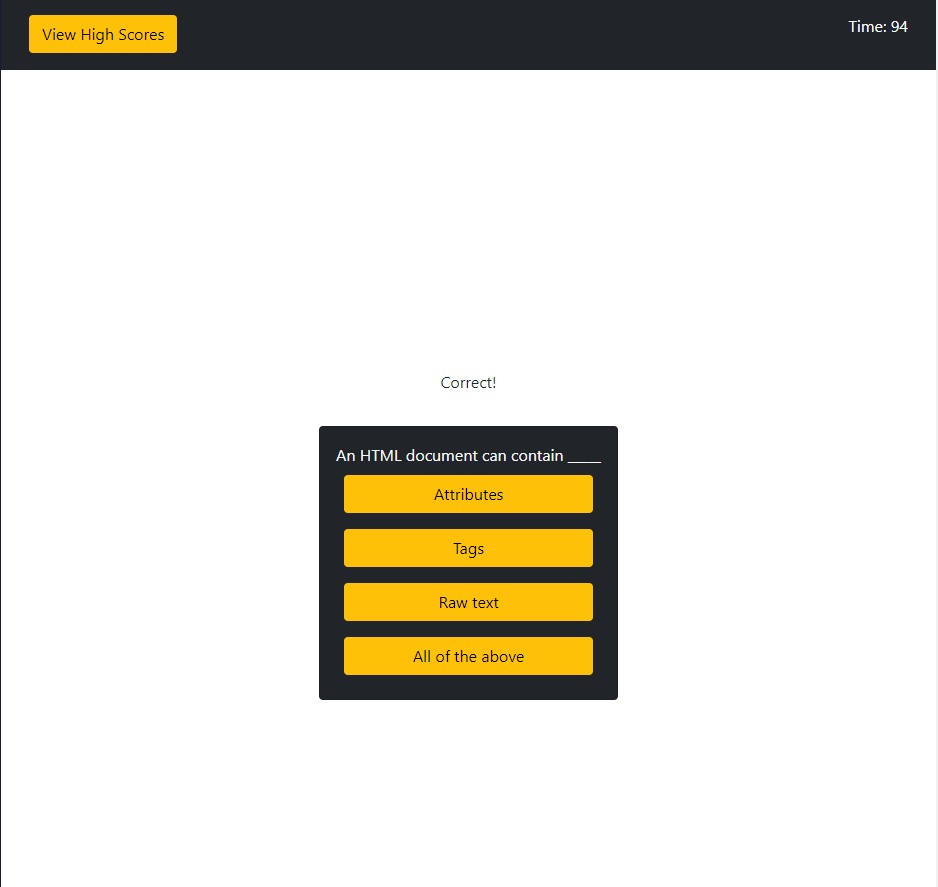 View High Scores
Time: 94
Correct!
An HTML document can contain _____
Attributes
Tags
Raw text
All of the above